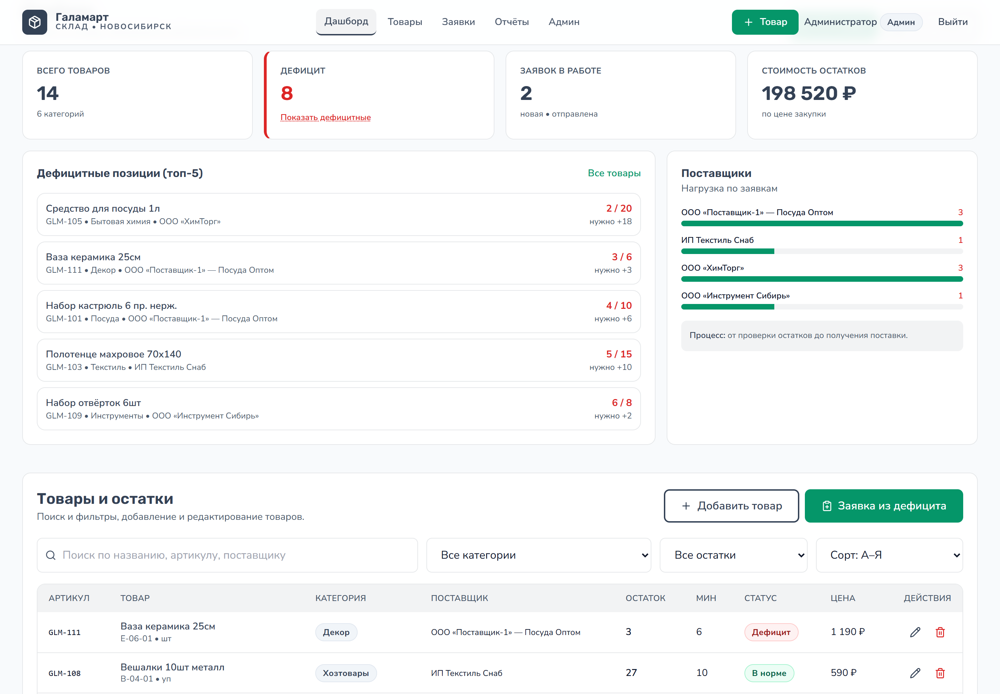 Галамарт
СКЛАД • НОВОСИБИРСК
Дашборд
Товары
Заявки
Отчёты
Админ
+ Товар
Администратор
Админ
Выйти
ВСЕГО ТОВАРОВ
14
6 категорий
ДЕФИЦИТ
8
Показать дефицитные
ЗАЯВОК В РАБОТЕ
2
новая • отправлена
СТОИМОСТЬ ОСТАТКОВ
198 520 ₽
по цене закупки
Дефицитные позиции (топ-5)
Все товары
Средство для посуды 1л
GLM-105 • Бытовая химия • ООО «ХимТорг»
2 / 20
нужно +18
Ваза керамика 25см
GLM-111 • Декор • ООО «Поставщик-1» — Посуда Оптом
3 / 6
нужно +3
Набор кастрюль 6 пр. нерж.
GLM-101 • Посуда • ООО «Поставщик-1» — Посуда Оптом
4 / 10
нужно +6
Полотенце махровое 70x140
GLM-103 • Текстиль • ИП Текстиль Снаб
5 / 15
нужно +10
Набор отвёрток 6шт
GLM-109 • Инструменты • ООО «Инструмент Сибирь»
6 / 8
нужно +2
Поставщики
Нагрузка по заявкам
ООО «Поставщик-1» — Посуда Оптом 3
ИП Текстиль Снаб 1
ООО «ХимТорг» 3
ООО «Инструмент Сибирь» 1
Процесс: от проверки остатков до получения поставки.
Товары и остатки
Поиск и фильтры, добавление и редактирование товаров.
+ Добавить товар
Заявка из дефицита
Поиск по названию, артикулу, поставщику
Все категории
Все остатки
Сорт: А–Я
АРТИКУЛ ТОВАР КАТЕГОРИЯ ПОСТАВЩИК ОСТАТОК МИН СТАТУС ЦЕНА ДЕЙСТВИЯ
GLM-111 Ваза керамика 25см Декор ООО «Поставщик-1» — Посуда Оптом 3 6 Дефицит 1 190 ₽
E-06-01 • шт
GLM-108 Вешалки 10шт металл Хозтовары ИП Текстиль Снаб 27 10 В норме 590 ₽
B-04-01 • уп